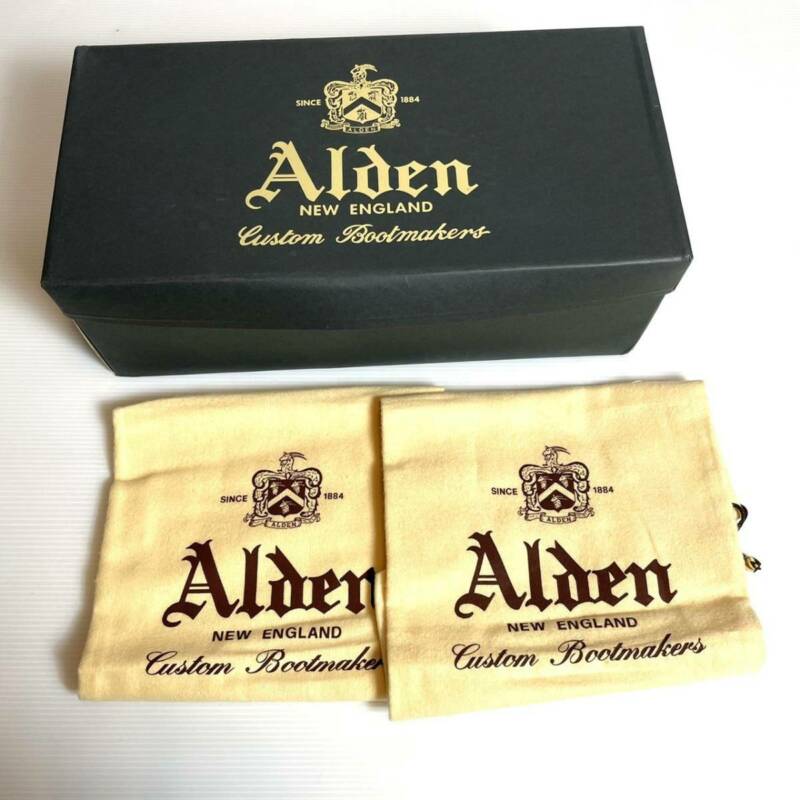 SINCE 1884
ALDEN
Alden
NEW ENGLAND
Custom Bootmakers
SINCE 1884
ALDEN
Alden
NEW ENGLAND
Custom Bootmaker
SINCE 1884
ALDEN
Alden
NEW ENGLAND
Custom Bootmakers